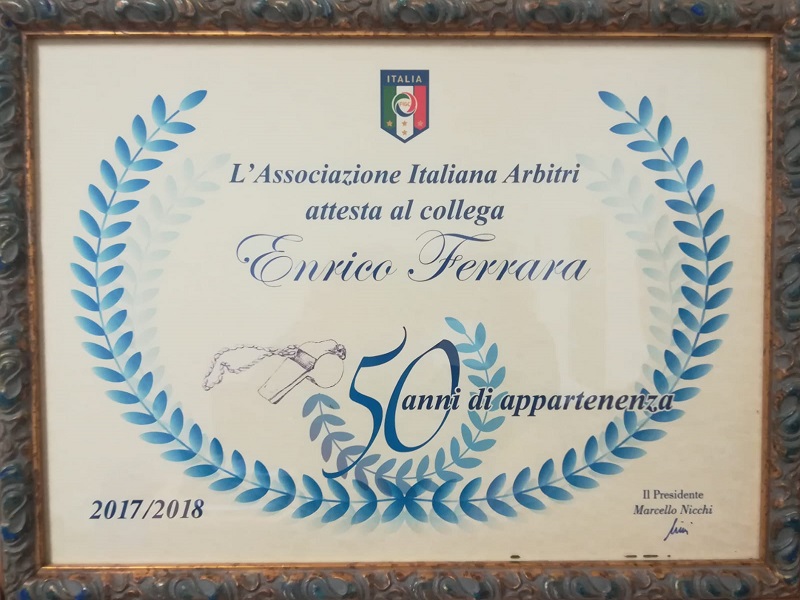 ITALIA
L'Associazione Italiana Arbitri
attesta al collega
Enrico Ferrara
50 anni di appartenenza
2017/2018
Il Presidente
Marcello Nicchi